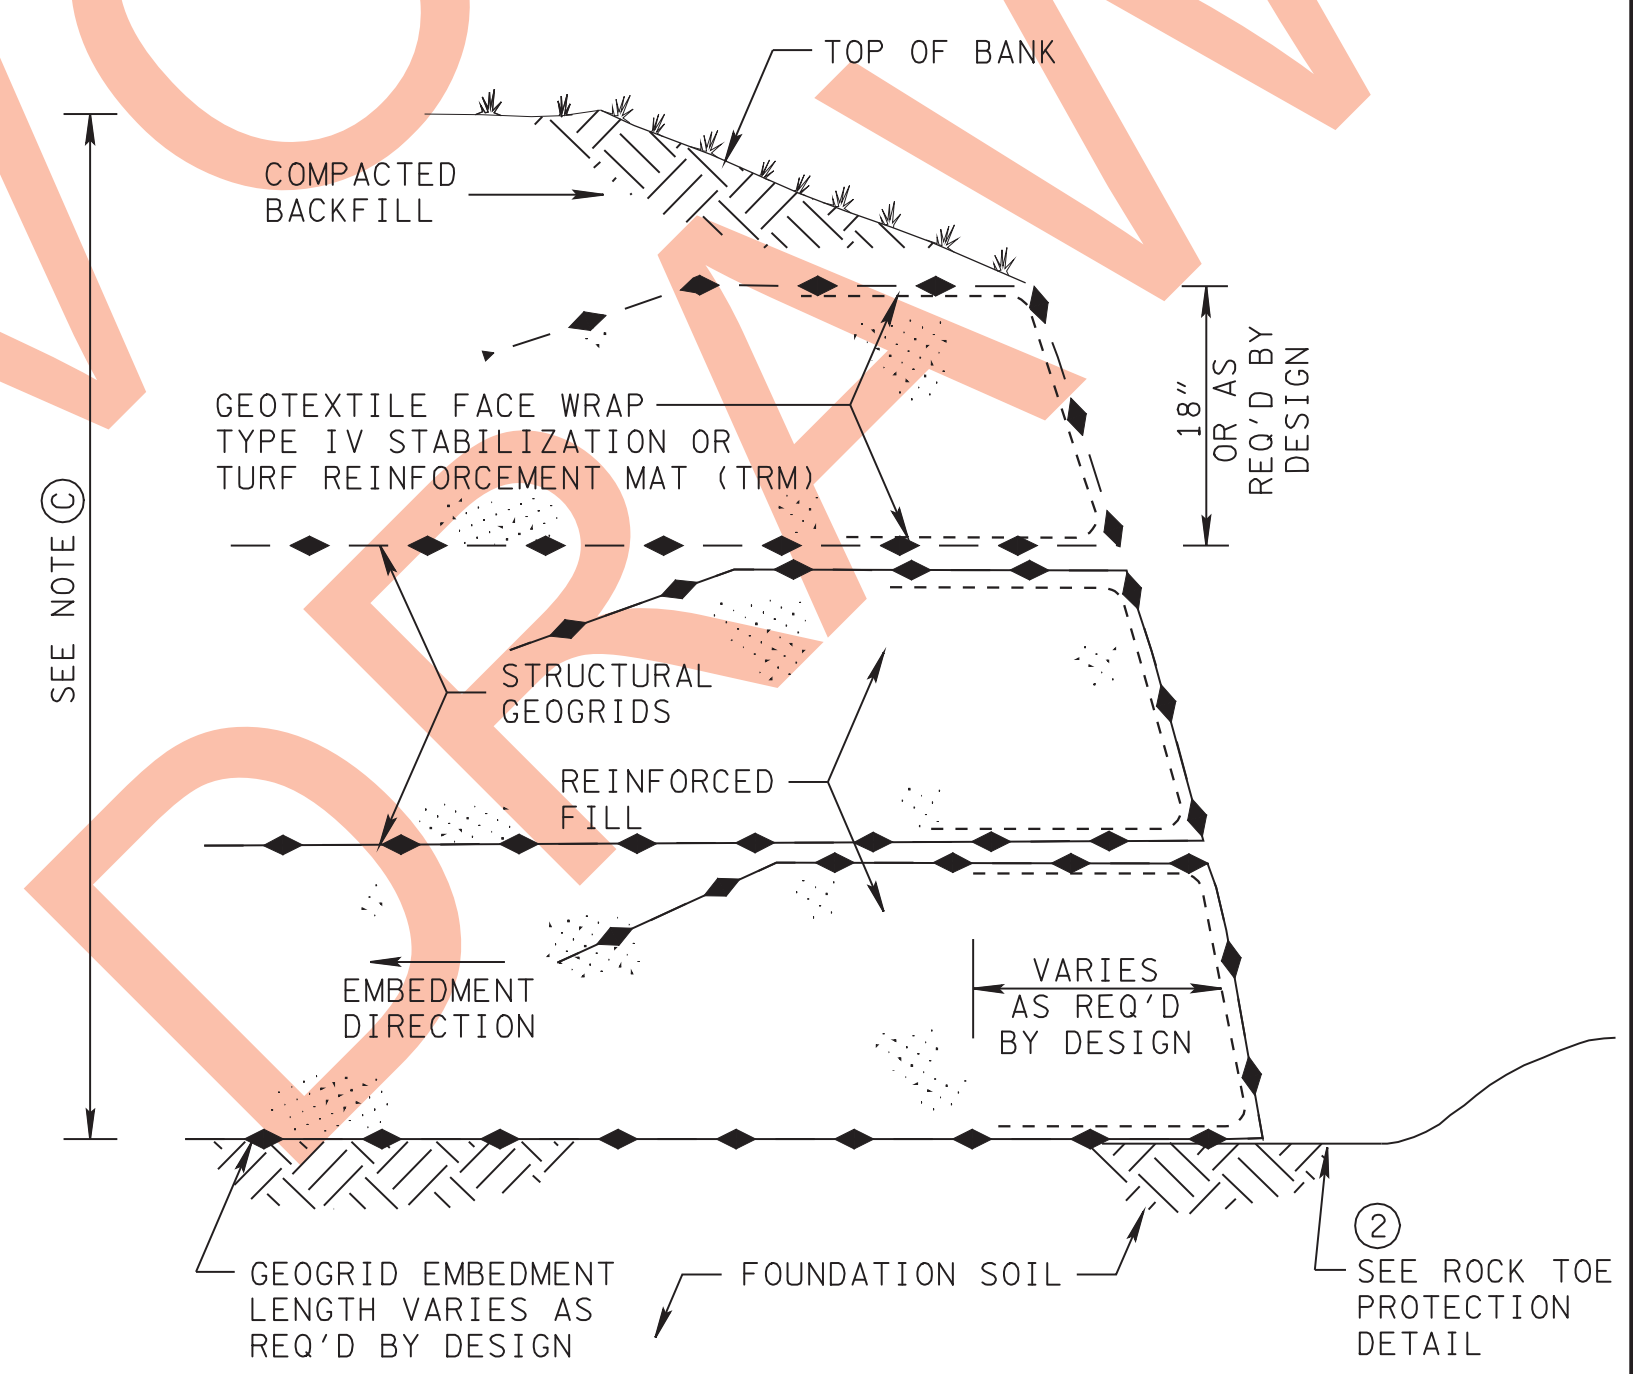 TOP OF BANK
COMPACTED
BACKFILL
GEOTEXTILE FACE WRAP
TYPE IV STABILIZATION OR
TURF REINFORCEMENT MAT (TRM)
18"
OR AS
REQ'D BY
DESIGN
SEE NOTE C
STRUCTURAL
GEOGRIDS
REINFORCED
FILL
EMBEDMENT
DIRECTION
VARIES
AS REQ'D
BY DESIGN
GEOGRID EMBEDMENT
LENGTH VARIES AS
REQ'D BY DESIGN
FOUNDATION SOIL
2
SEE ROCK TOE
PROTECTION
DETAIL
DRAW